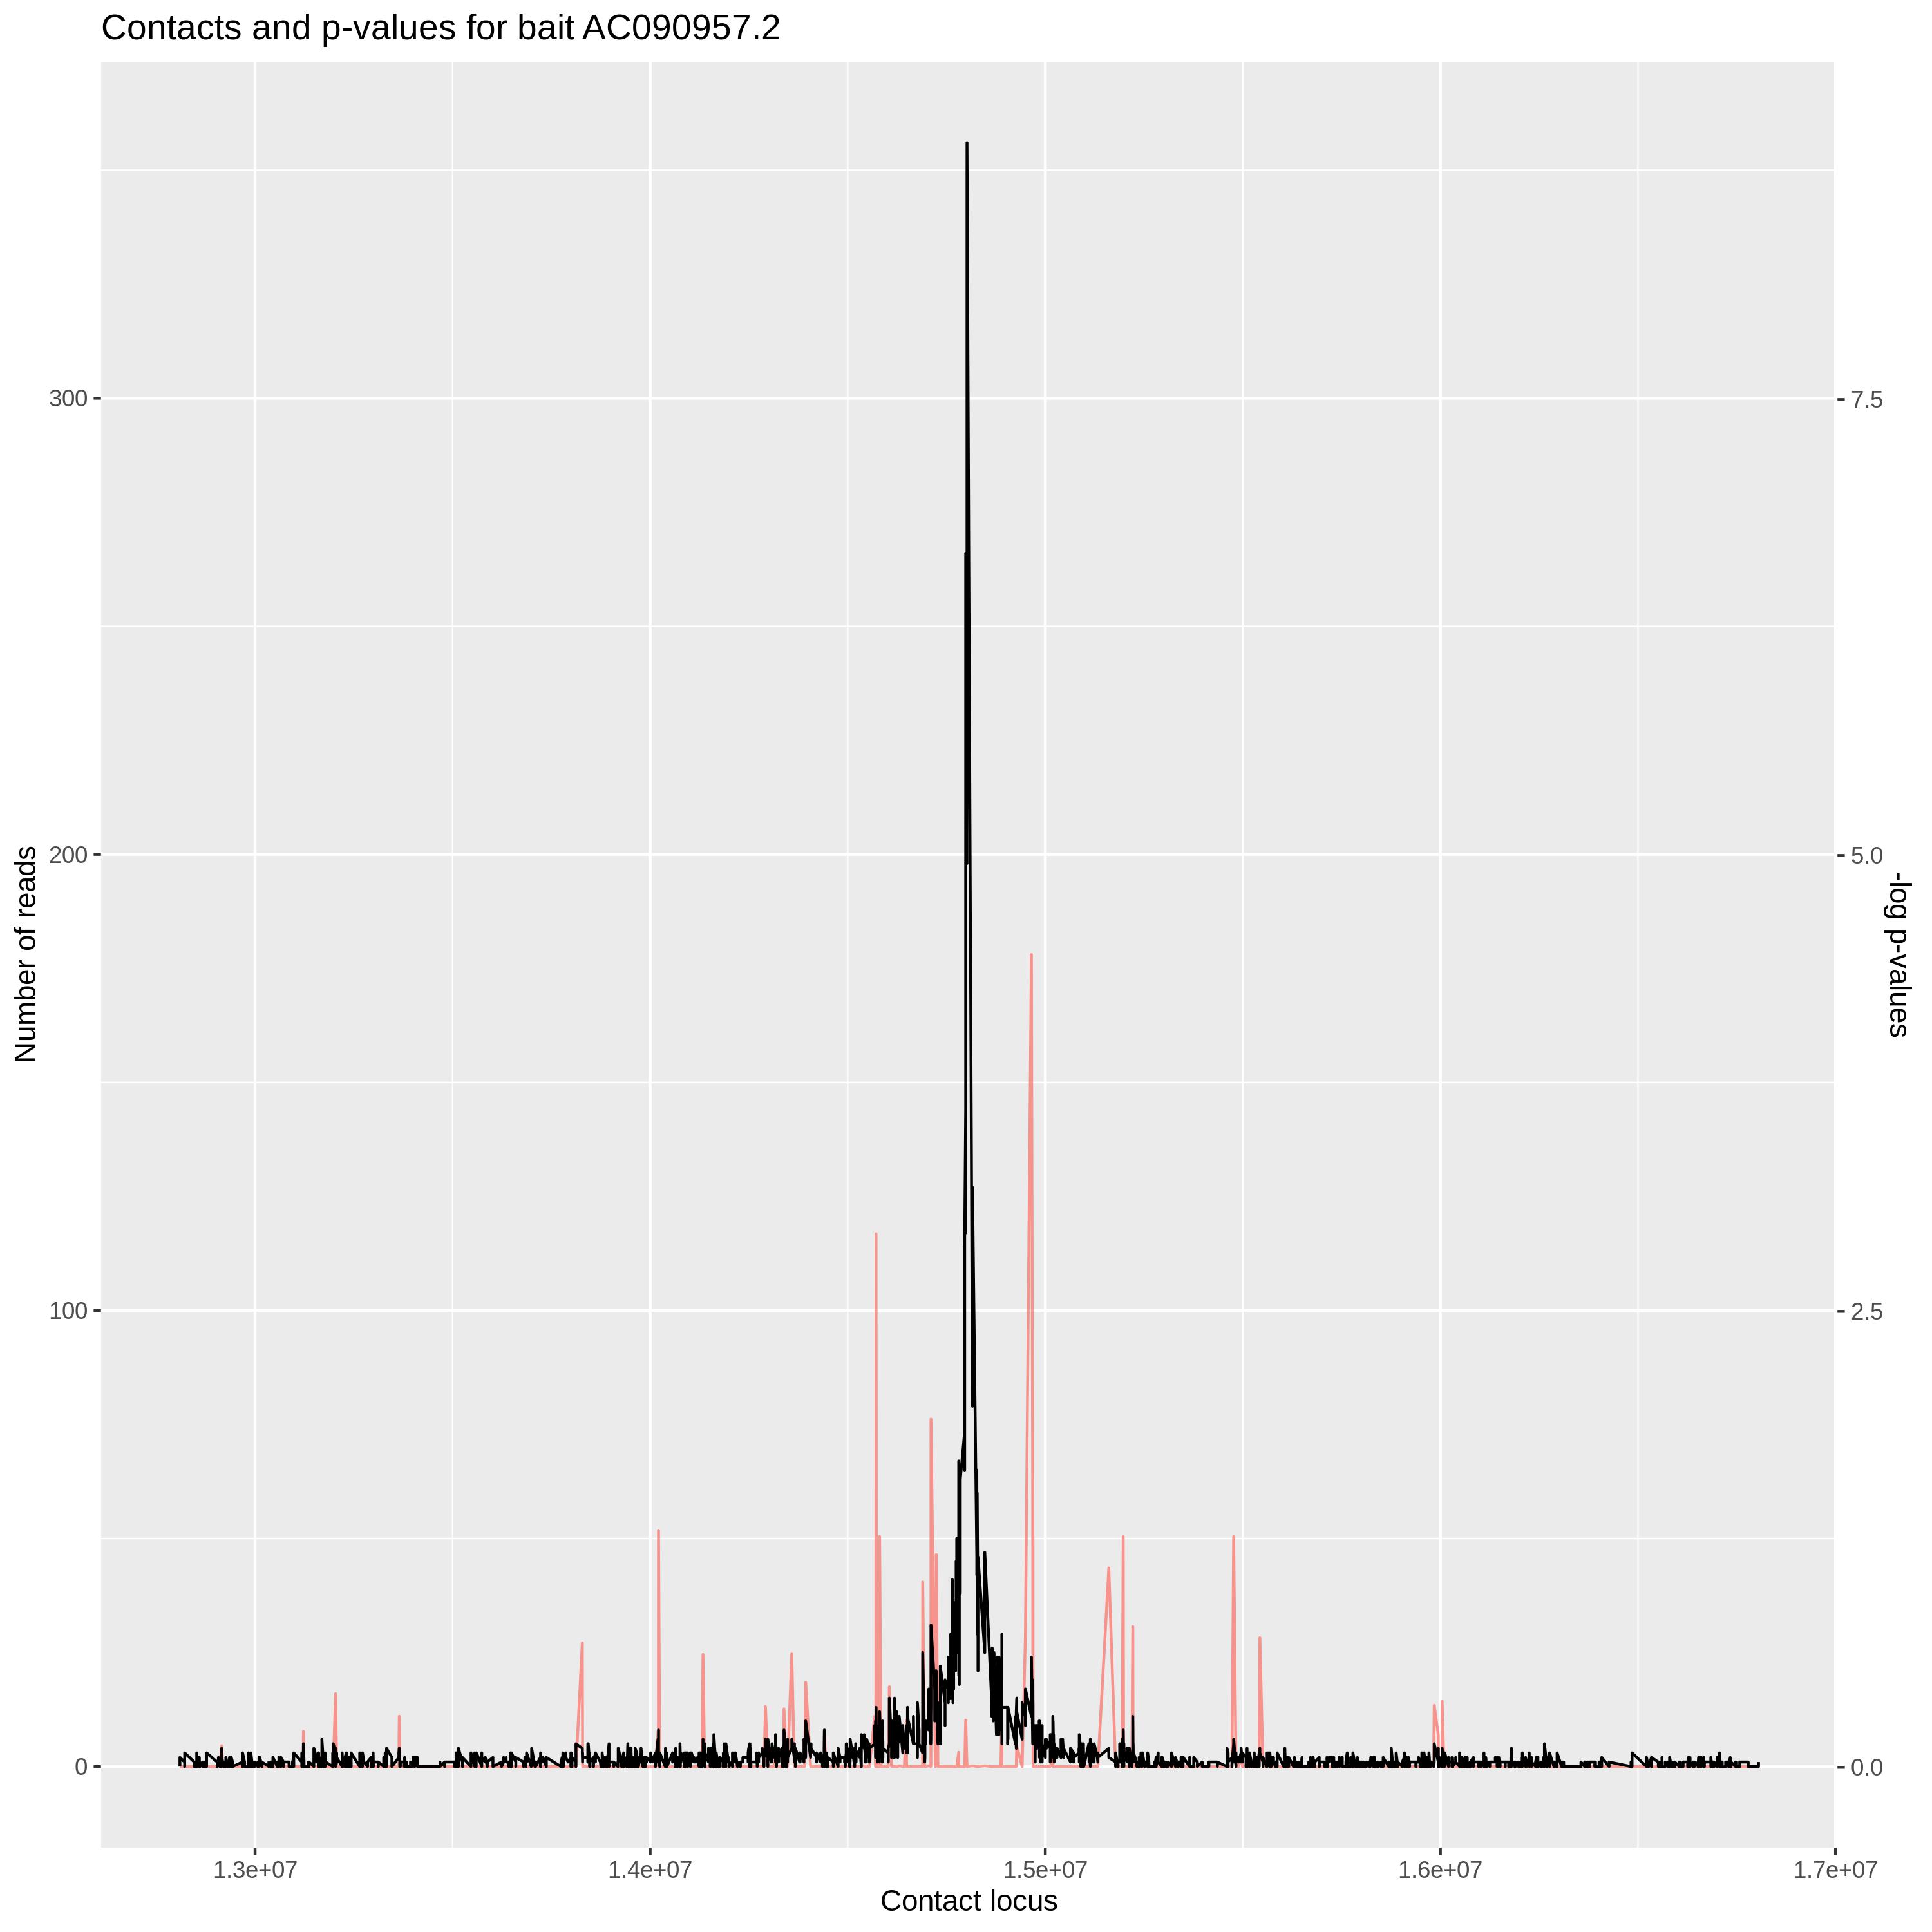 Contacts and p-values for bait AC090957.2
300
200
100
0
Number of reads
7.5
5.0
2.5
0.0
-log p-values
1.3e+07
1.4e+07
1.5e+07
1.6e+07
1.7e+07
Contact locus